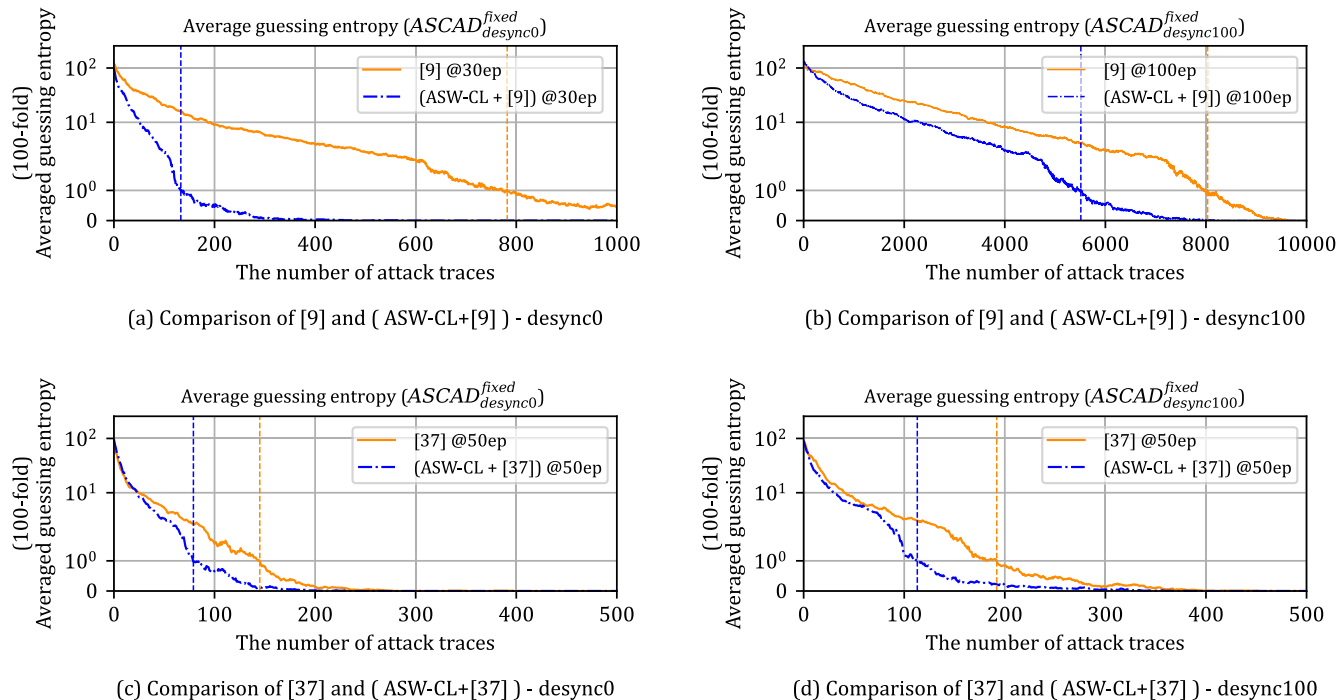 Average guessing entropy (ASCAD^{fixed}_{desync0})
(100-fold)
Averaged guessing entropy
10^2
10^1
10^0
0
[9] @30ep
(ASW-CL + [9]) @30ep
0 200 400 600 800 1000
The number of attack traces
(a) Comparison of [9] and ( ASW-CL+[9] ) - desync0
Average guessing entropy (ASCAD^{fixed}_{desync100})
(100-fold)
Averaged guessing entropy
10^2
10^1
10^0
0
[9] @100ep
(ASW-CL + [9]) @100ep
0 2000 4000 6000 8000 10000
The number of attack traces
(b) Comparison of [9] and ( ASW-CL+[9] ) - desync100
Average guessing entropy (ASCAD^{fixed}_{desync0})
(100-fold)
Averaged guessing entropy
10^2
10^1
10^0
0
[37] @50ep
(ASW-CL + [37]) @50ep
0 100 200 300 400 500
The number of attack traces
(c) Comparison of [37] and ( ASW-CL+[37] ) - desync0
Average guessing entropy (ASCAD^{fixed}_{desync100})
(100-fold)
Averaged guessing entropy
10^2
10^1
10^0
0
[37] @50ep
(ASW-CL + [37]) @50ep
0 100 200 300 400 500
The number of attack traces
(d) Comparison of [37] and ( ASW-CL+[37] ) - desync100